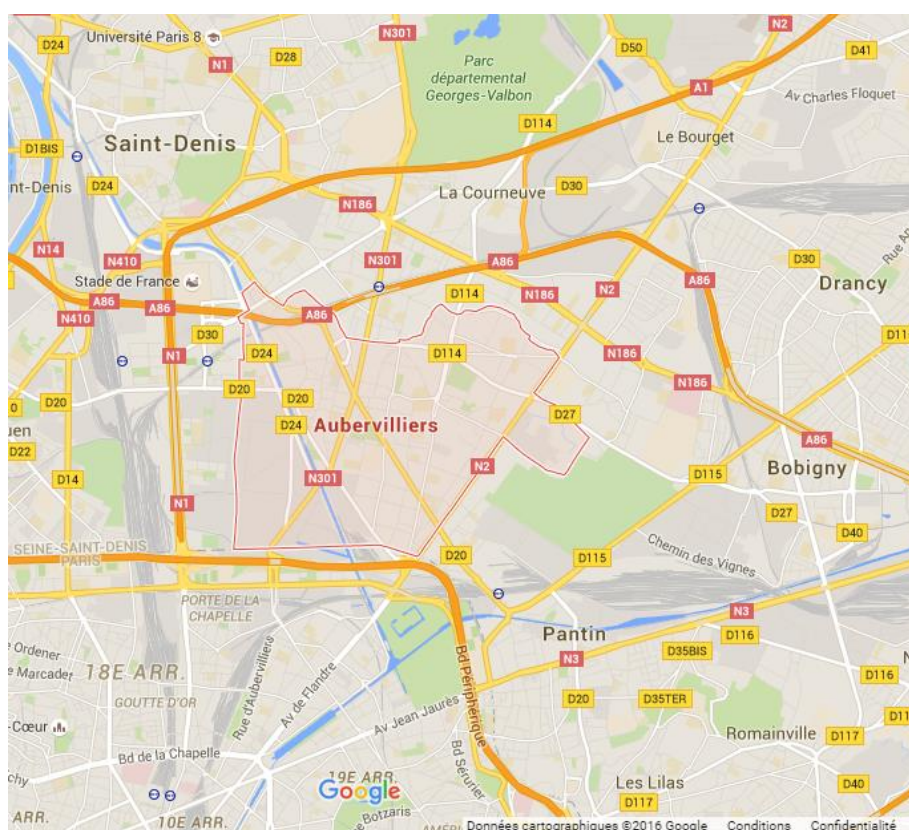 N2
D24
Université Paris 8
N301
D50
D41
D28
N1
Parc
départemental
Georges-Valbon
A1
Av Charles Floquet
D114
Le Bourget
D1BIS
Saint-Denis
nt-Denis
D24
La Courneuve
D30
N186
N14
N410
N301
A86
D30
Stade de France
D114
N186
N2
A86
Drancy
Rue An
A86
A86
N410
A86
D30
D11
N1
D24
D114
N186
D20
D20
N186
0
D20
D27
uen
D24
Aubervilliers
A86
D22
N2
D115
Bobigny
D14
N301
N1
D27
D40
SEINE-SAINT-DENIS
PARIS
D20
D115
Chemin des Vignes
PORTE DE LA
CHAPELLE
N3
Pantin
D116
Ordener
D35BIS
Marcadet
18E ARR.
N3
D116
GOUTTE D'OR
Rue d'Aubervilliers
Av de Flandre
Bd Périphérique
D20
D35TER
Av Jean Jaurès
-Cœur
Romainville
D117
Bd de la Chapelle
Bd Sérurier
chy
19E ARR.
Google
Les Lilas
D40
D117
ARR.
10E ARR.
Botzaris
AMÉRI
Données cartographiques ©2016 Google Conditions Confidentialité